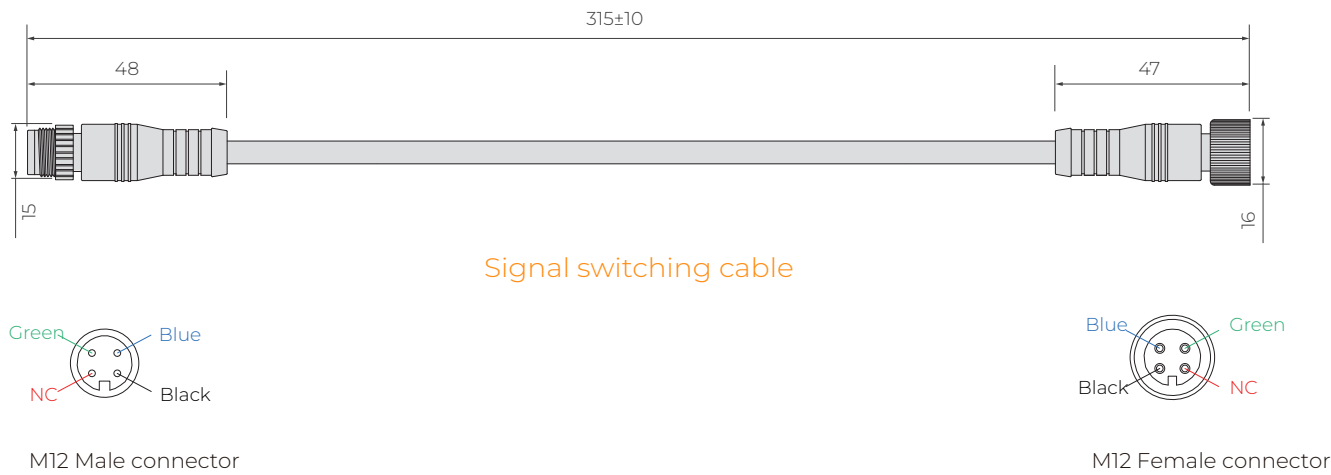 315±10
48
47
15
16
Signal switching cable
Green
Blue
NC
Black
Blue
Green
Black
NC
M12 Male connector
M12 Female connector